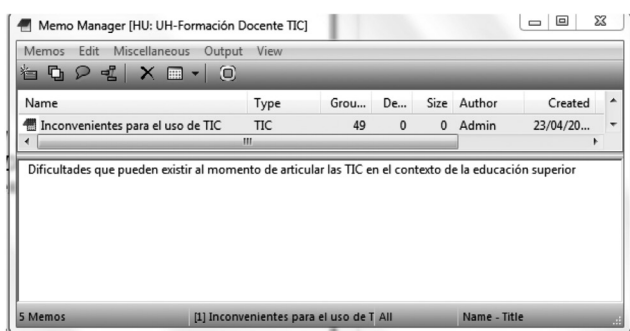 Memo Manager [HU: UH-Formación Docente TIC]
Memos Edit Miscellaneous Output View
Name Type Grou... De... Size Author Created
Inconvenientes para el uso de TIC TIC 49 0 0 Admin 23/04/20...
Dificultades que pueden existir al momento de articular las TIC en el contexto de la educación superior
5 Memos [1] Inconvenientes para el uso de T All Name - Title